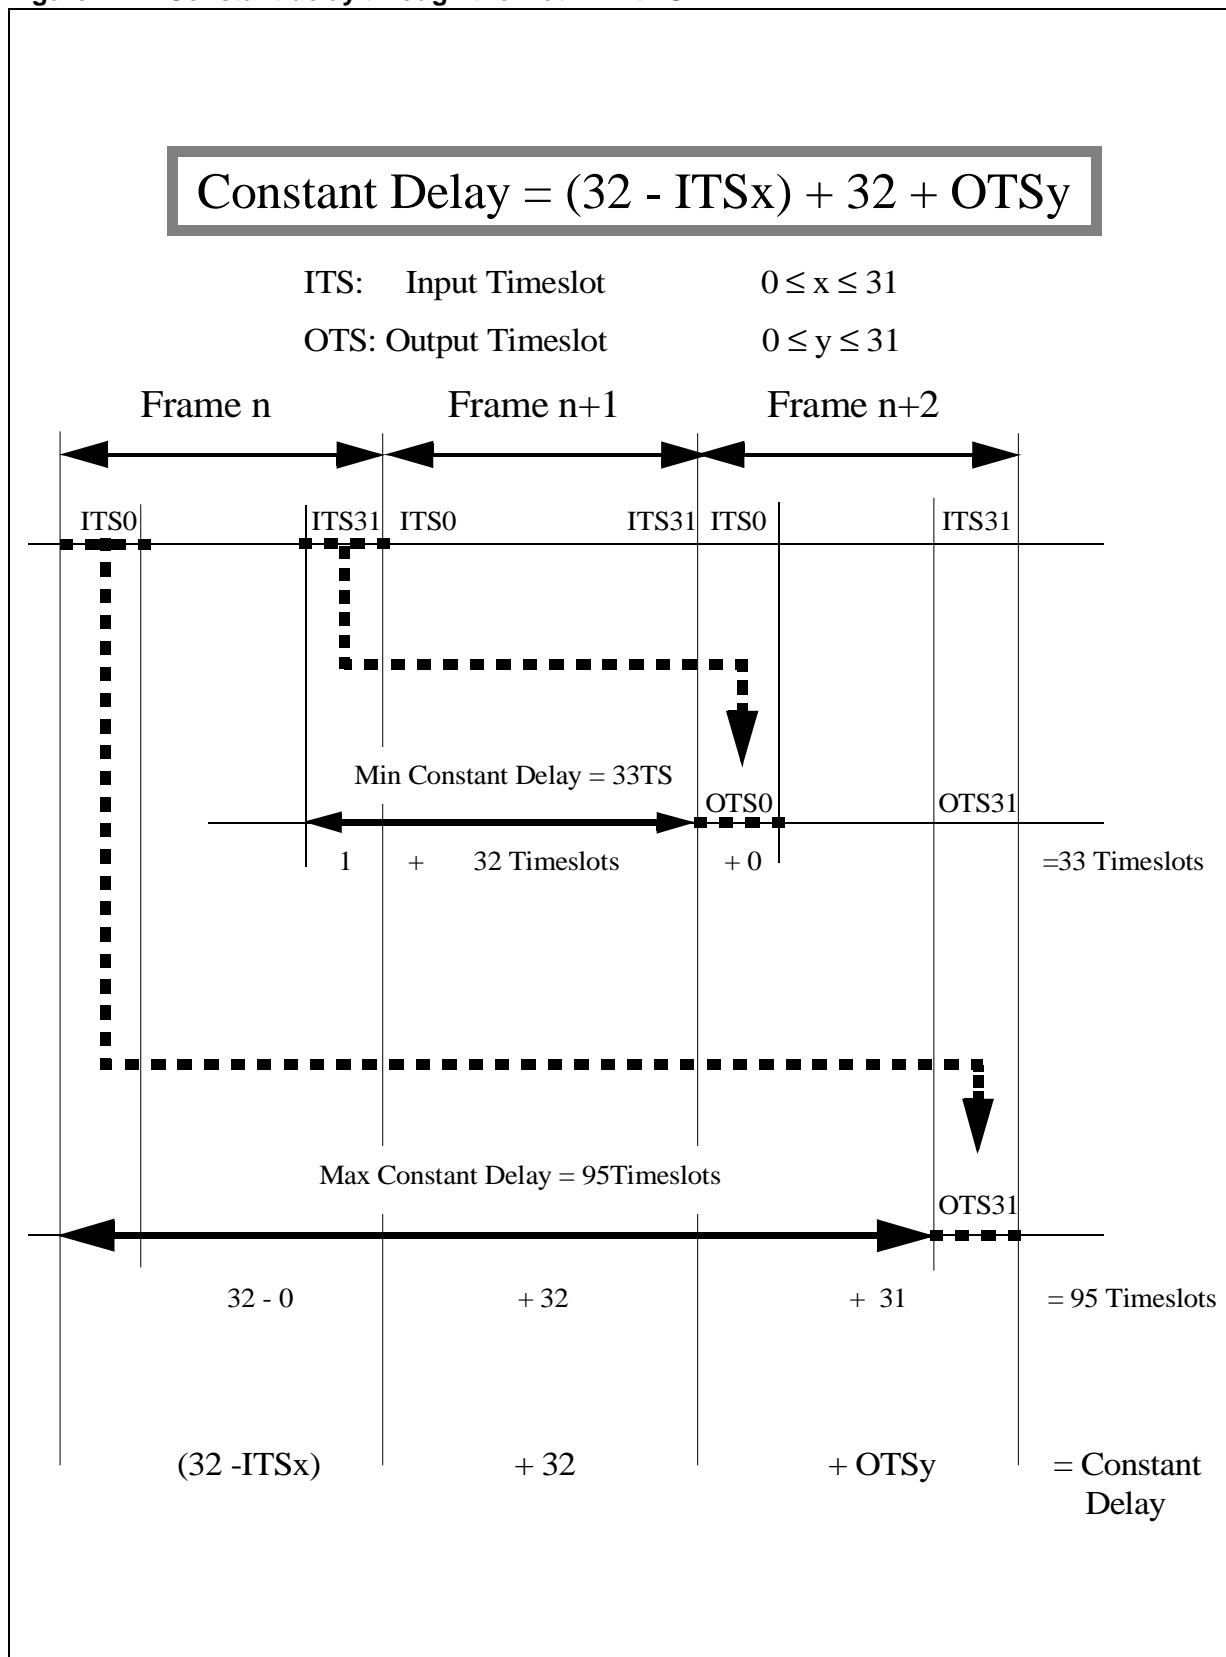 Constant Delay = (32 - ITSx) + 32 + OTSy
ITS: Input Timeslot 0 ≤ x ≤ 31
OTS: Output Timeslot 0 ≤ y ≤ 31
Frame n Frame n+1 Frame n+2
ITS0 ITS31 ITS0 ITS31 ITS0 ITS31
Min Constant Delay = 33TS
OTS0 OTS31
1 + 32 Timeslots + 0 =33 Timeslots
Max Constant Delay = 95Timeslots
OTS31
32 - 0 + 32 + 31 = 95 Timeslots
(32 -ITSx) + 32 + OTSy = Constant
Delay